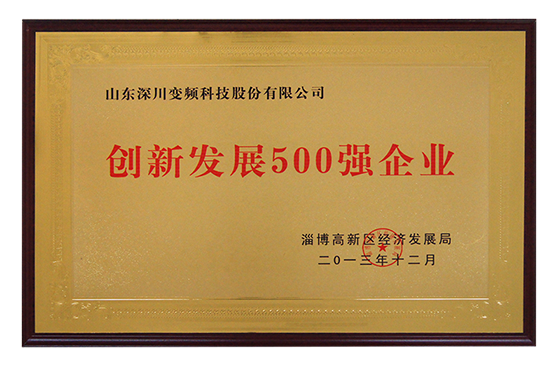 山东深川变频科技股份有限公司
创新发展500强企业
淄博高新区经济发展局
二0一三年十二月